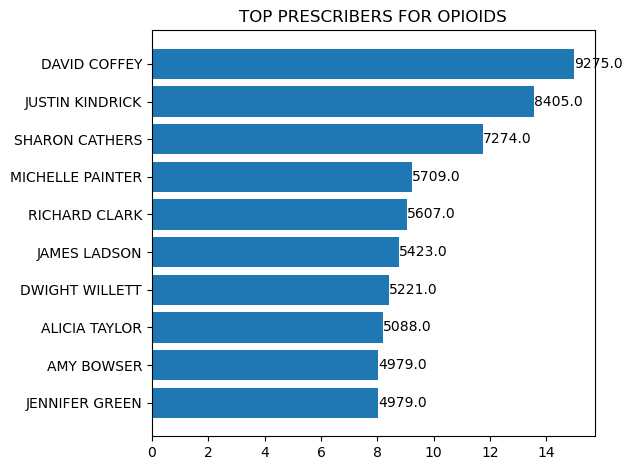 TOP PRESCRIBERS FOR OPIOIDS
DAVID COFFEY 9275.0
JUSTIN KINDRICK 8405.0
SHARON CATHERS 7274.0
MICHELLE PAINTER 5709.0
RICHARD CLARK 5607.0
JAMES LADSON 5423.0
DWIGHT WILLETT 5221.0
ALICIA TAYLOR 5088.0
AMY BOWSER 4979.0
JENNIFER GREEN 4979.0
0 2 4 6 8 10 12 14